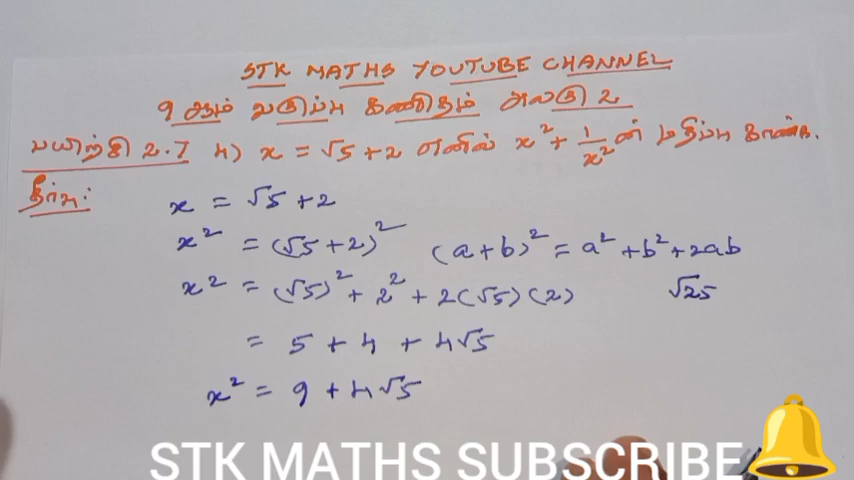 STK MATHS YOUTUBE CHANNEL
9 ஆம் வகுப்பு கணிதம் அலகு 2
பயிற்சி 2.7 4) x = √5 + 2 எனில் x² + 1/x² ன் மதிப்பு காண்க.
தீர்வு:
x = √5 + 2
x² = (√5 + 2)² (a + b)² = a² + b² + 2ab
x² = (√5)² + 2² + 2(√5)(2) √25
= 5 + 4 + 4√5
x² = 9 + 4√5
STK MATHS SUBSCRIBE